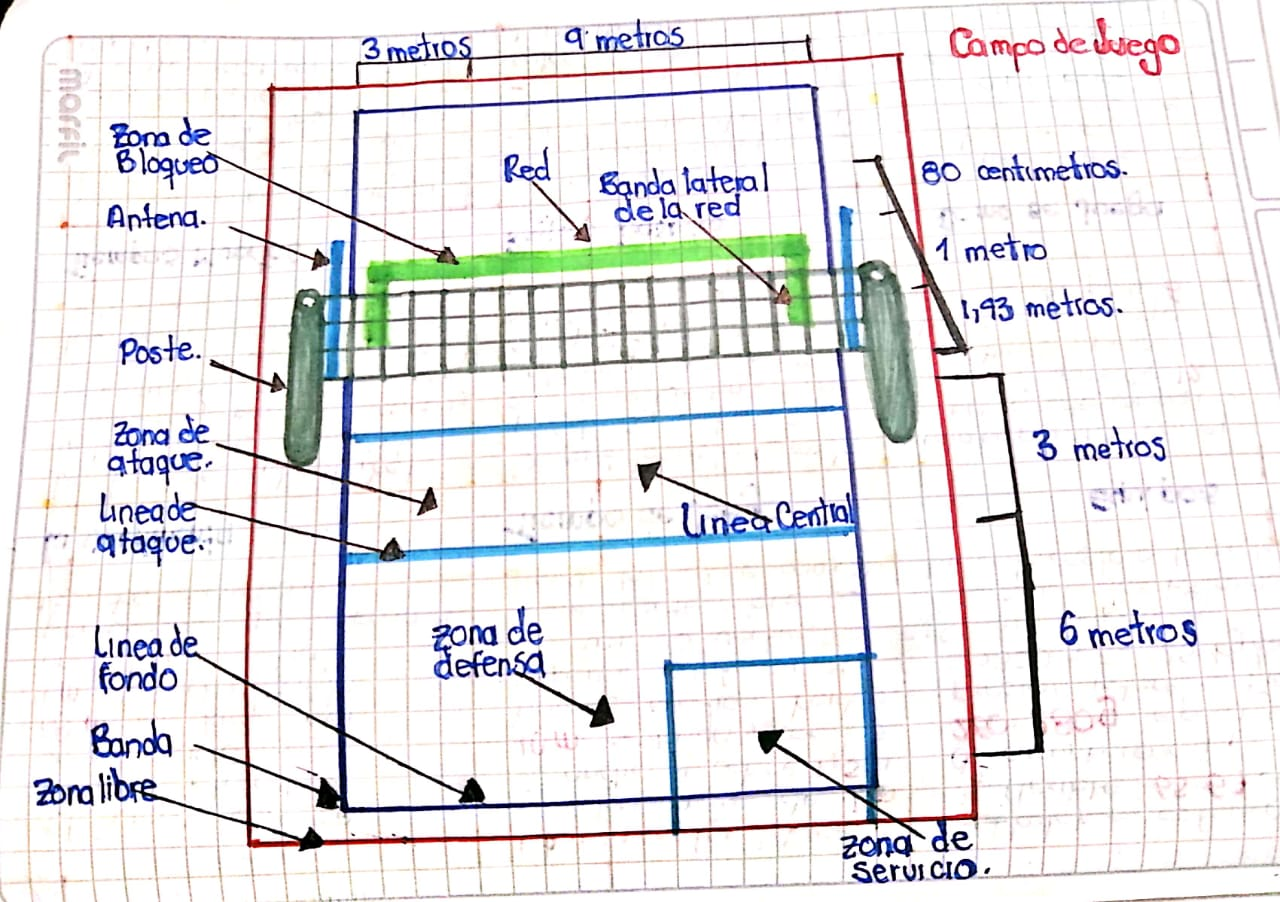 3 metros
9 metros
Campo de Juego
marfil
Zona de
Bloqueo
Antena.
Red
Banda lateral
de la red
80 centimetros.
1 metro
1,93 metros.
Poste.
Zona de
ataque.
Linea de
ataque.
Linea Central
3 metros
6 metros
Linea de
fondo
zona de
defensa
Banda
Zona libre
zona de
servicio.